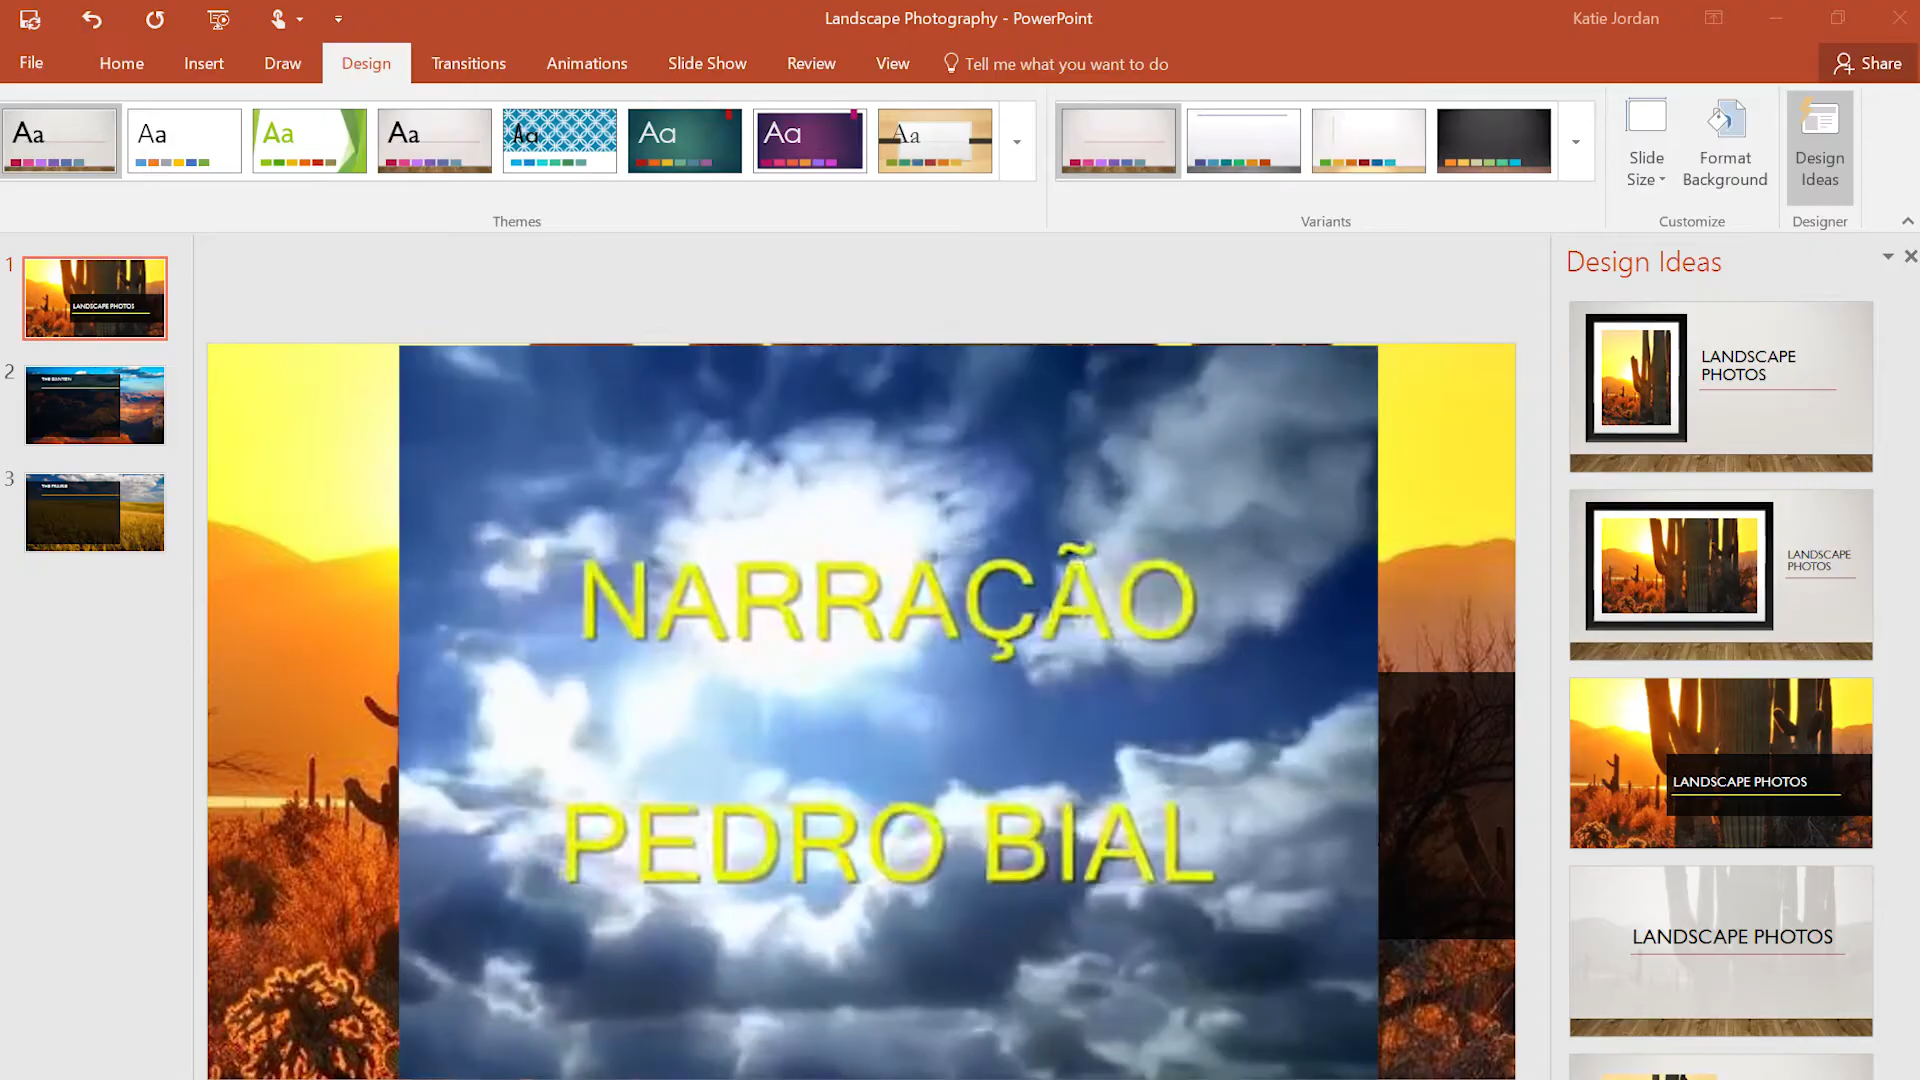 Landscape Photography - PowerPoint
Katie Jordan
File
Home
Insert
Draw
Design
Transitions
Animations
Slide Show
Review
View
Tell me what you want to do
Share
Aa
Aa
Aa
Aa
Aa
Aa
Aa
Aa
Slide Size
Format Background
Design Ideas
Themes
Variants
Customize
Designer
1
LANDSCAPE PHOTOS
2
3
NARRAÇÃO
PEDRO BIAL
Design Ideas
LANDSCAPE
PHOTOS
LANDSCAPE
PHOTOS
LANDSCAPE PHOTOS
LANDSCAPE PHOTOS